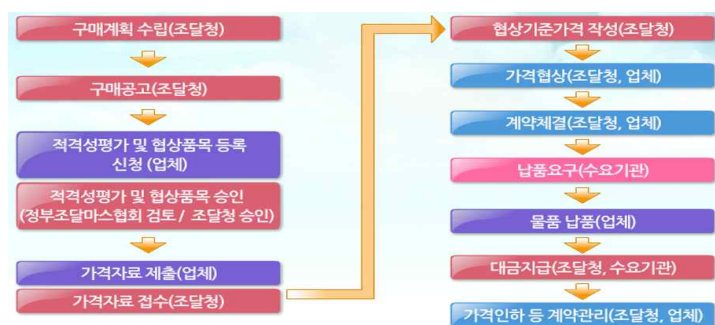 구매계획 수립(조달청)
구매공고(조달청)
적격성평가 및 협상품목 등록
신청 (업체)
적격성평가 및 협상품목 승인
(정부조달마스협회 검토 / 조달청 승인)
가격자료 제출(업체)
가격자료 접수(조달청)
협상기준가격 작성(조달청)
가격협상(조달청, 업체)
계약체결(조달청, 업체)
납품요구(수요기관)
물품 납품(업체)
대금지급(조달청, 수요기관)
가격인하 등 계약관리(조달청, 업체)